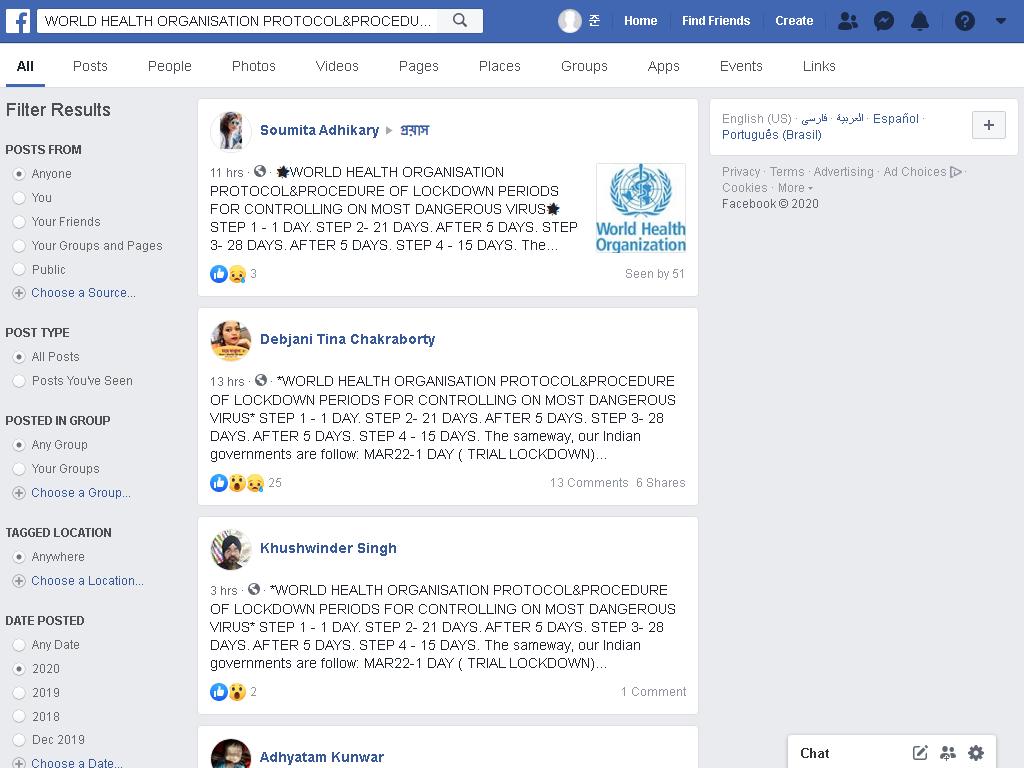 WORLD HEALTH ORGANISATION PROTOCOL&PROCEDU...
준
Home
Find Friends
Create
All
Posts
People
Photos
Videos
Pages
Places
Groups
Apps
Events
Links
Filter Results
POSTS FROM
Anyone
You
Your Friends
Your Groups and Pages
Public
Choose a Source...
POST TYPE
All Posts
Posts You've Seen
POSTED IN GROUP
Any Group
Your Groups
Choose a Group...
TAGGED LOCATION
Anywhere
Choose a Location...
DATE POSTED
Any Date
2020
2019
2018
Dec 2019
Choose a Date...
Soumita Adhikary ▸ প্রয়াস
11 hrs · · ✸WORLD HEALTH ORGANISATION
PROTOCOL&PROCEDURE OF LOCKDOWN PERIODS
FOR CONTROLLING ON MOST DANGEROUS VIRUS✸
STEP 1 - 1 DAY. STEP 2- 21 DAYS. AFTER 5 DAYS. STEP
3- 28 DAYS. AFTER 5 DAYS. STEP 4 - 15 DAYS. The...
World Health
Organization
3
Seen by 51
Debjani Tina Chakraborty
13 hrs · · *WORLD HEALTH ORGANISATION PROTOCOL&PROCEDURE
OF LOCKDOWN PERIODS FOR CONTROLLING ON MOST DANGEROUS
VIRUS* STEP 1 - 1 DAY. STEP 2- 21 DAYS. AFTER 5 DAYS. STEP 3- 28
DAYS. AFTER 5 DAYS. STEP 4 - 15 DAYS. The sameway, our Indian
governments are follow: MAR22-1 DAY ( TRIAL LOCKDOWN)...
25
13 Comments 6 Shares
Khushwinder Singh
3 hrs · · *WORLD HEALTH ORGANISATION PROTOCOL&PROCEDURE
OF LOCKDOWN PERIODS FOR CONTROLLING ON MOST DANGEROUS
VIRUS* STEP 1 - 1 DAY. STEP 2- 21 DAYS. AFTER 5 DAYS. STEP 3- 28
DAYS. AFTER 5 DAYS. STEP 4 - 15 DAYS. The sameway, our Indian
governments are follow: MAR22-1 DAY ( TRIAL LOCKDOWN)...
2
1 Comment
Adhyatam Kunwar
English (US) · فارسی · العربية · Español ·
Português (Brasil)
Privacy · Terms · Advertising · Ad Choices ·
Cookies · More
Facebook © 2020
Chat